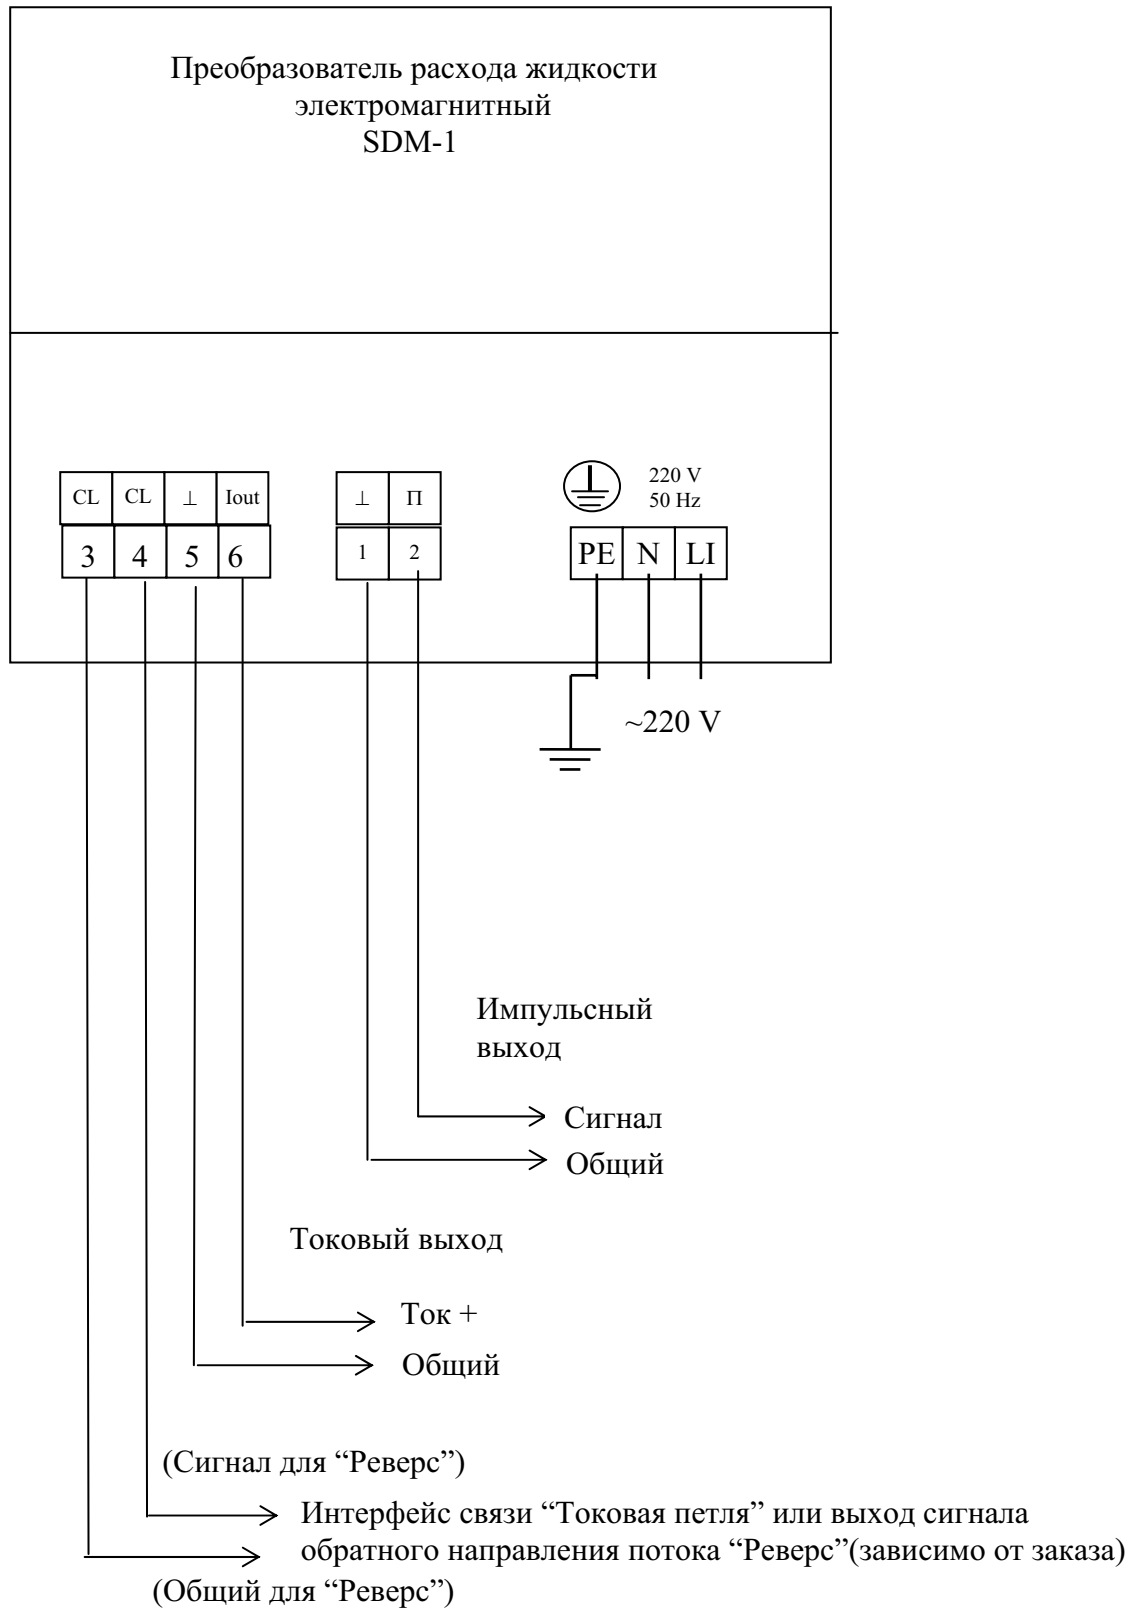 Преобразователь расхода жидкости
электромагнитный
SDM-1
CL CL ⊥ Iout
3 4 5 6
⊥ П
1 2
220 V
50 Hz
PE N LI
~220 V
Импульсный
выход
Сигнал
Общий
Токовый выход
Ток +
Общий
(Сигнал для “Реверс”)
Интерфейс связи “Токовая петля” или выход сигнала
обратного направления потока “Реверс”(зависимо от заказа)
(Общий для “Реверс”)